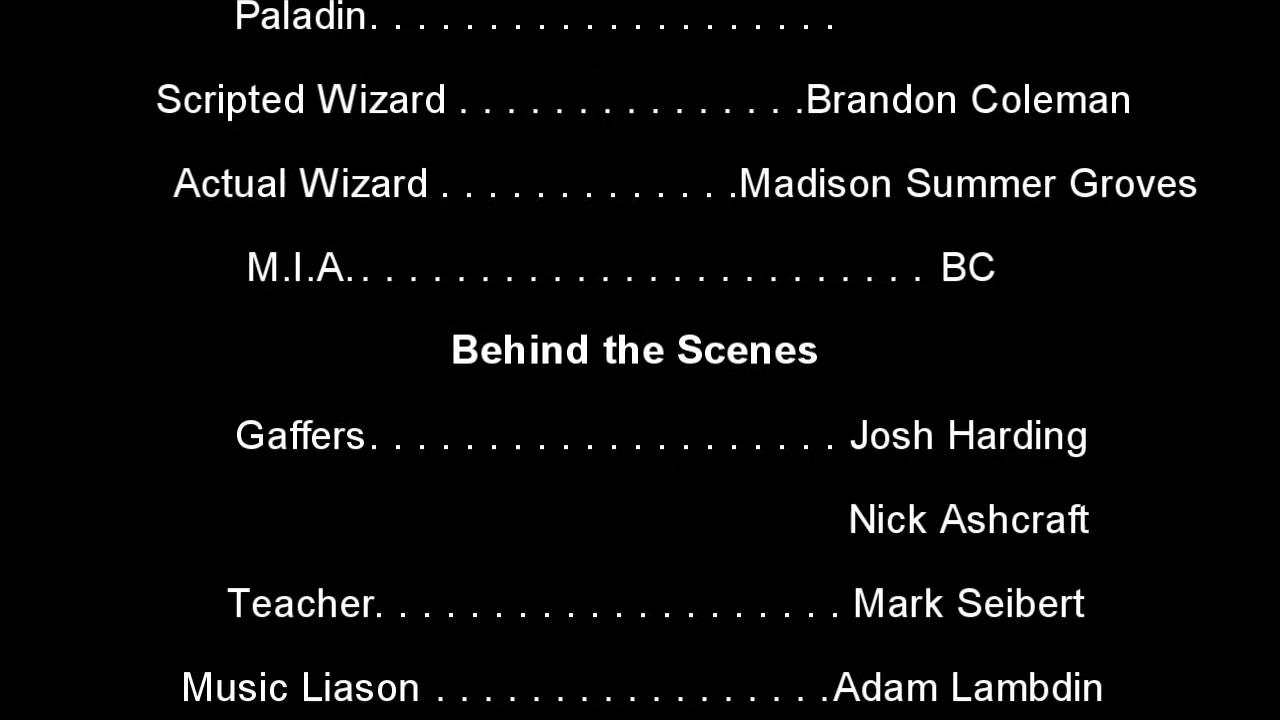 Paladin. . . . . . . . . . . . . . . . . . . .
Scripted Wizard . . . . . . . . . . . . . . .Brandon Coleman
Actual Wizard . . . . . . . . . . . . .Madison Summer Groves
M.I.A. . . . . . . . . . . . . . . . . . . . . . . . . BC
Behind the Scenes
Gaffers. . . . . . . . . . . . . . . . . . . . Josh Harding
Nick Ashcraft
Teacher. . . . . . . . . . . . . . . . . . . . Mark Seibert
Music Liason . . . . . . . . . . . . . . . . .Adam Lambdin